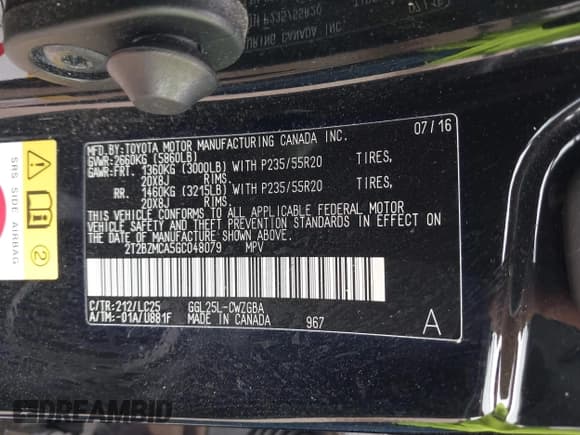 07/16
MFD.BY:TOYOTA MOTOR MANUFACTURING CANADA INC.
GVWR:2660KG (5860LB)
GAWR:FRT. 1360KG (3000LB) WITH P235/55R20 TIRES,
20X8J RIMS.
RR. 1460KG (3215LB) WITH P235/55R20 TIRES,
20X8J RIMS.
THIS VEHICLE CONFORMS TO ALL APPLICABLE FEDERAL MOTOR
VEHICLE SAFETY AND THEFT PREVENTION STANDARDS IN EFFECT
ON THE DATE OF MANUFACTURE SHOWN ABOVE.
2T2BZMCA5GC048079 MPV
C/TR:212/LC25 GGL25L-CWZGBA
A/TM:-01A/U881F MADE IN CANADA 967 A
SRS SIDE AIRBAG
2
DREAMBID